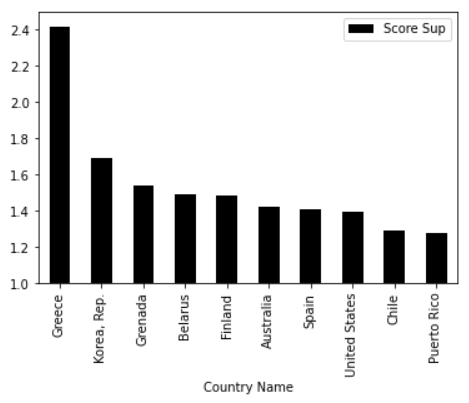 Score Sup
2.4
2.2
2.0
1.8
1.6
1.4
1.2
1.0
Greece
Korea, Rep.
Grenada
Belarus
Finland
Australia
Spain
United States
Chile
Puerto Rico
Country Name